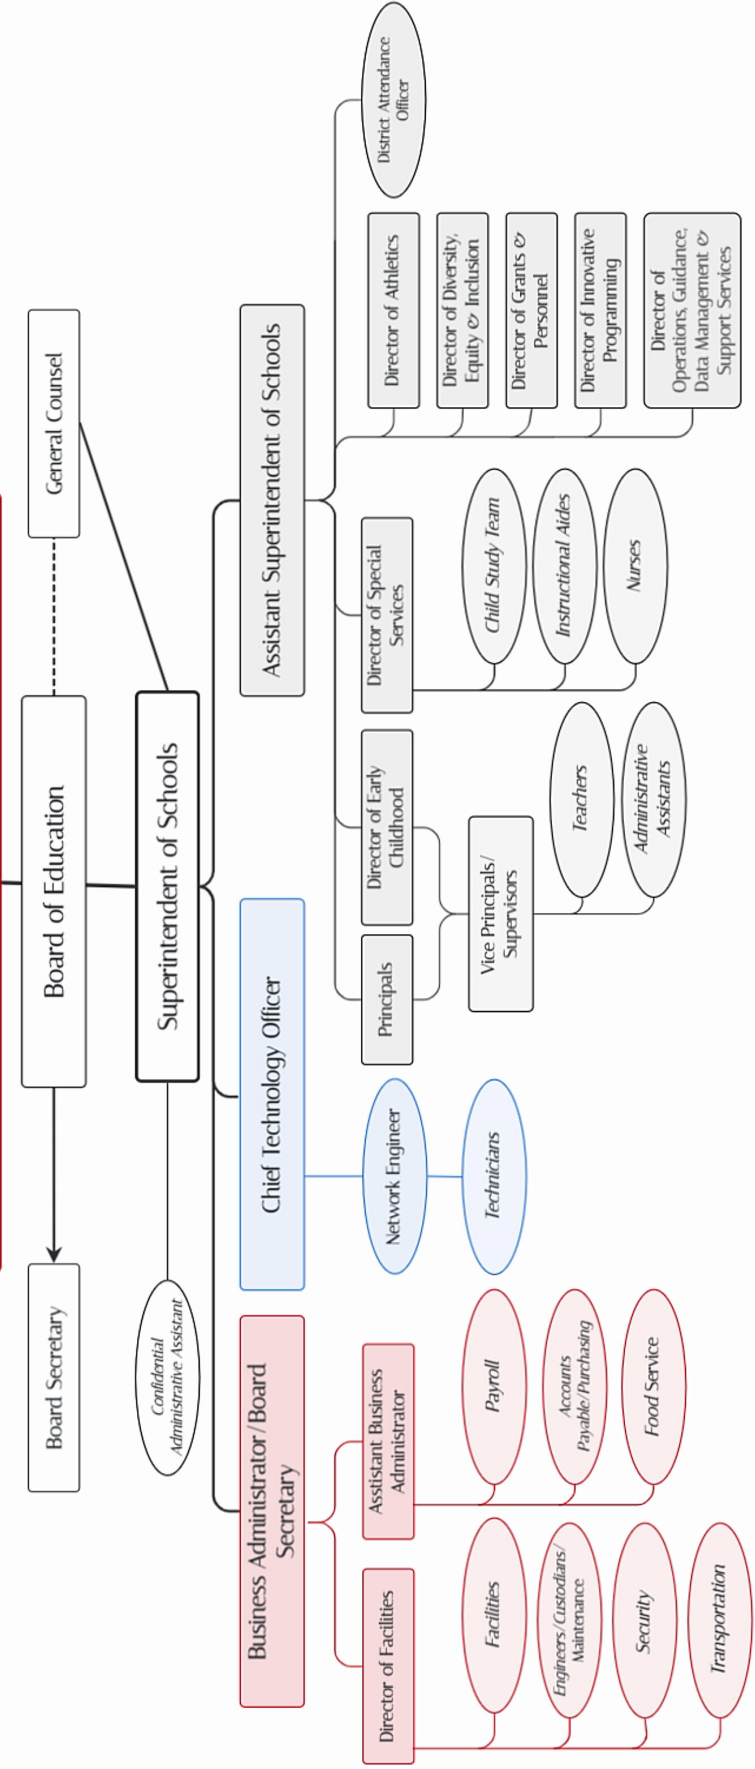 Board of Education
General Counsel
Board Secretary
Superintendent of Schools
Confidential
Administrative Assistant
Business Administrator/Board
Secretary
Chief Technology Officer
Assistant Superintendent of Schools
Director of Facilities
Asstistant Business
Administrator
Network Engineer
Principals
Director of Early
Childhood
Director of Special
Services
District Attendance
Officer
Facilities
Engineers/Custodians/
Maintenance
Security
Transportation
Payroll
Accounts
Payable/Purchasing
Food Service
Technicians
Vice Principals/
Supervisors
Teachers
Administrative
Assistants
Child Study Team
Instructional Aides
Nurses
Director of Athletics
Director of Diversity,
Equity & Inclusion
Director of Grants &
Personnel
Director of Innovative
Programming
Director of
Operations, Guidance,
Data Management &
Support Services